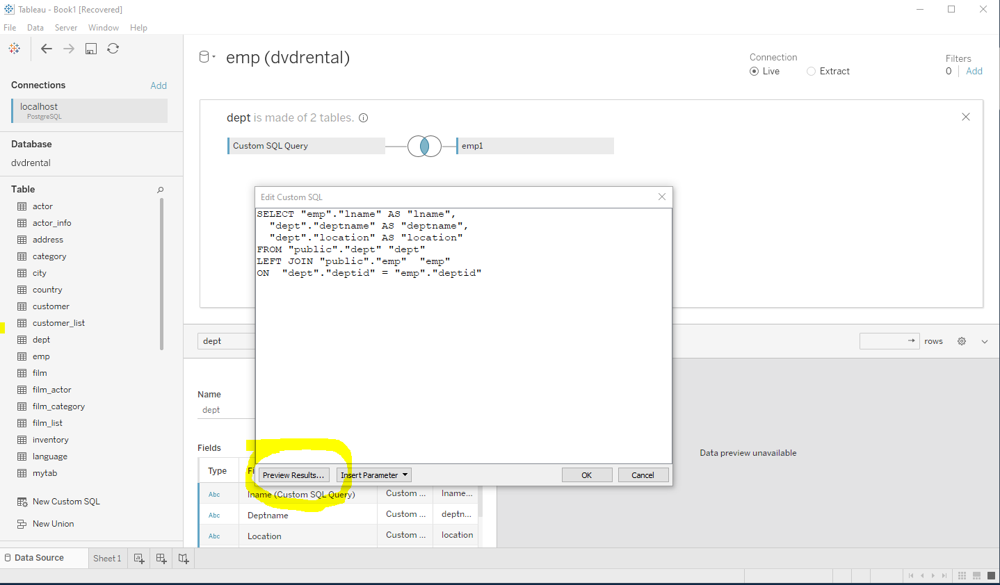 Tableau - Book1 [Recovered]
File Data Server Window Help
Connections Add
localhost
PostgreSQL
Database
dvdrental
Table
actor
actor_info
address
category
city
country
customer
customer_list
dept
emp
film
film_actor
film_category
film_list
inventory
language
mytab
New Custom SQL
New Union
emp (dvdrental)
Connection
Live Extract
Filters
0 Add
dept is made of 2 tables.
Custom SQL Query
emp1
Edit Custom SQL
SELECT "emp"."lname" AS "lname",
"dept"."deptname" AS "deptname",
"dept"."location" AS "location"
FROM "public"."dept" "dept"
LEFT JOIN "public"."emp"  "emp"
ON  "dept"."deptid" = "emp"."deptid"
Preview Results... Insert Parameter OK Cancel
dept
rows
Name
dept
Fields
Type Fi
Abc lname (Custom SQL Query) Custom ... lname...
Abc Deptname Custom ... deptn...
Abc Location Custom ... location
Data preview unavailable
Data Source Sheet 1